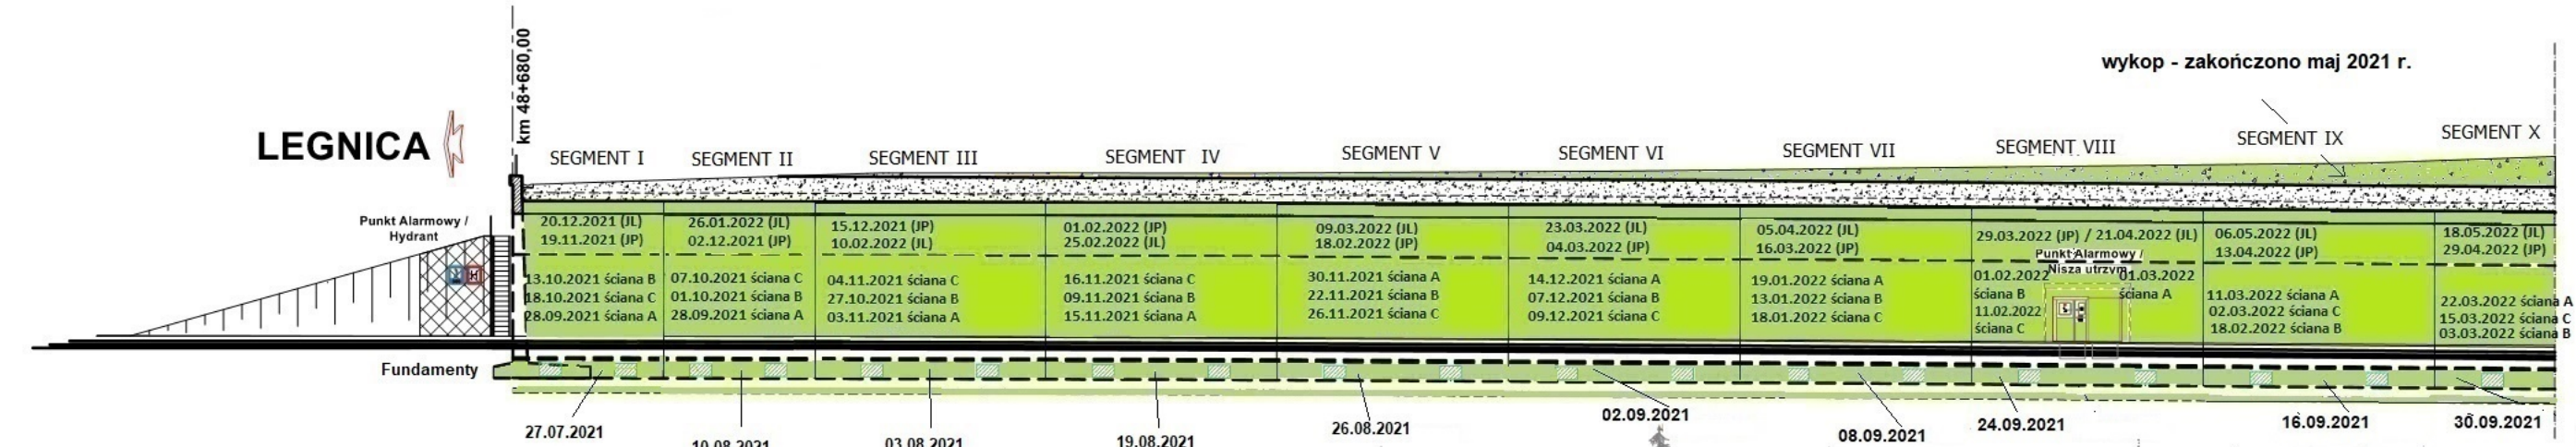 km 48+680,00
wykop - zakończono maj 2021 r.
LEGNICA
SEGMENT I
SEGMENT II
SEGMENT III
SEGMENT IV
SEGMENT V
SEGMENT VI
SEGMENT VII
SEGMENT VIII
SEGMENT IX
SEGMENT X
Punkt Alarmowy /
Hydrant
20.12.2021 (JL)
19.11.2021 (JP)
13.10.2021 ściana B
18.10.2021 ściana C
28.09.2021 ściana A
26.01.2022 (JL)
02.12.2021 (JP)
07.10.2021 ściana C
01.10.2021 ściana B
28.09.2021 ściana A
15.12.2021 (JP)
10.02.2022 (JL)
04.11.2021 ściana C
27.10.2021 ściana B
03.11.2021 ściana A
01.02.2022 (JP)
25.02.2022 (JL)
16.11.2021 ściana C
09.11.2021 ściana B
15.11.2021 ściana A
09.03.2022 (JL)
18.02.2022 (JP)
30.11.2021 ściana A
22.11.2021 ściana B
26.11.2021 ściana C
23.03.2022 (JL)
04.03.2022 (JP)
14.12.2021 ściana A
07.12.2021 ściana B
09.12.2021 ściana C
05.04.2022 (JL)
16.03.2022 (JP)
19.01.2022 ściana A
13.01.2022 ściana B
18.01.2022 ściana C
29.03.2022 (JP) / 21.04.2022 (JL)
Punkt Alarmowy /
Nisza utrzym.
01.02.2022
ściana B
11.02.2022
ściana C
01.03.2022
ściana A
06.05.2022 (JL)
13.04.2022 (JP)
11.03.2022 ściana A
02.03.2022 ściana C
18.02.2022 ściana B
18.05.2022 (JL)
29.04.2022 (JP)
22.03.2022 ściana A
15.03.2022 ściana C
03.03.2022 ściana B
Fundamenty
27.07.2021
10.08.2021
03.08.2021
19.08.2021
26.08.2021
02.09.2021
08.09.2021
24.09.2021
16.09.2021
30.09.2021